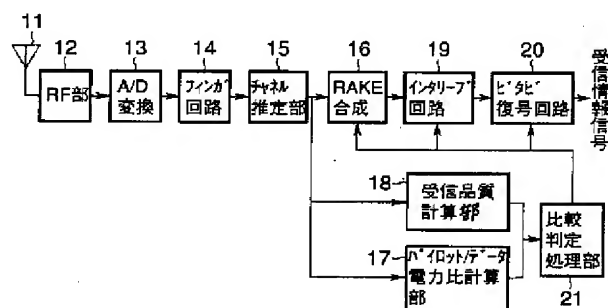 11
12
13
14
15
16
19
20
RF部
A/D
変換
フィンガ
回路
チャネル
推定部
RAKE
合成
インタリーブ
回路
ビタビ
復号回路
受信情報信号
18
受信品質
計算部
17
パイロット/データ
電力比計算
部
比較
判定
処理部
21